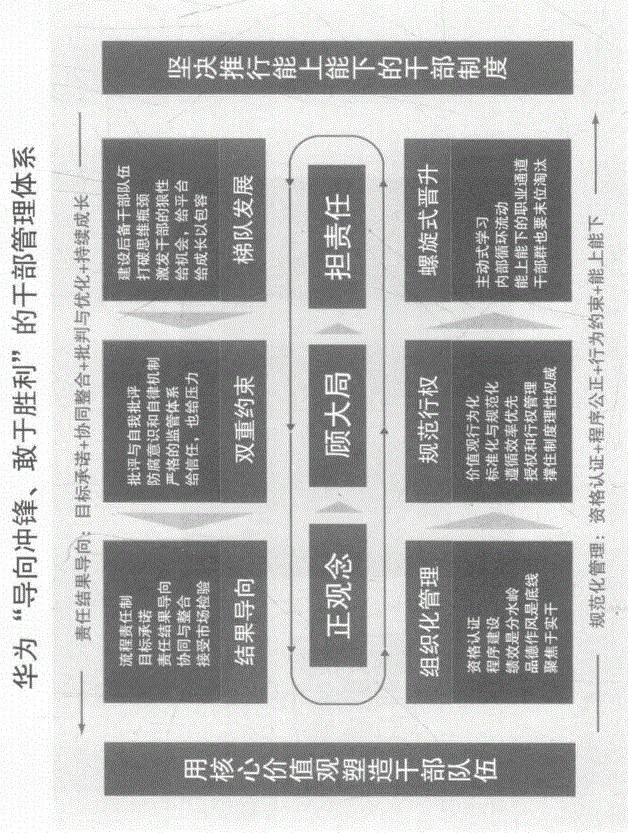 华为“导向冲锋、敢于胜利”的干部管理体系
责任结果导向：目标承诺+协同整合+批判与优化+持续成长
用核心价值观塑造干部队伍
流程责任制
目标承诺
责任结果导向
协同与整合
接受市场检验
结果导向
批评与自我批评
防腐意识和自律机制
严格的监管体系
给信任，也给压力
双重约束
建设后备干部队伍
打破思维瓶颈
激发干部的狼性
给机会，给平台
给成长以包容
梯队发展
正观念
顾大局
担责任
组织化管理
资格认证
程序建设
绩效是分水岭
品德作风是底线
聚焦于实干
规范行权
价值观行为化
标准化与规范化
遵循效率优先
授权和行权管理
撑性制度理性权威
螺旋式晋升
主动式学习
内部循环流动
能上能下的职业通道
干部群也要末位淘汰
坚决推行能上能下的干部制度
规范化管理：资格认证+程序公正+行为约束+能上能下